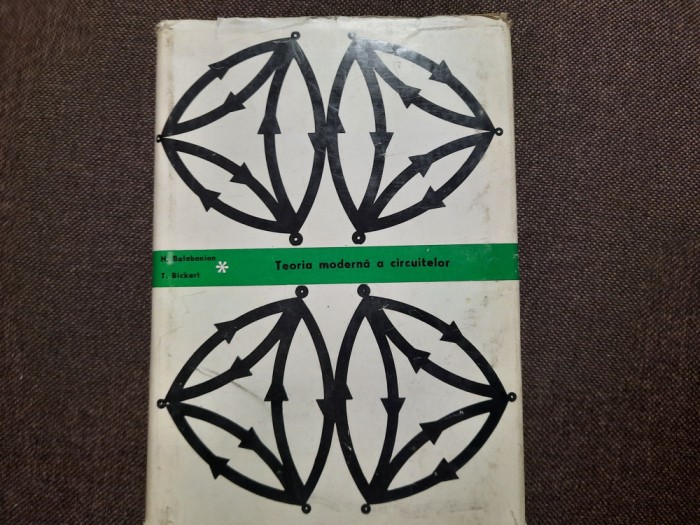 N. Balabanian
T. Bickart
*
Teoria modernă a circuitelor